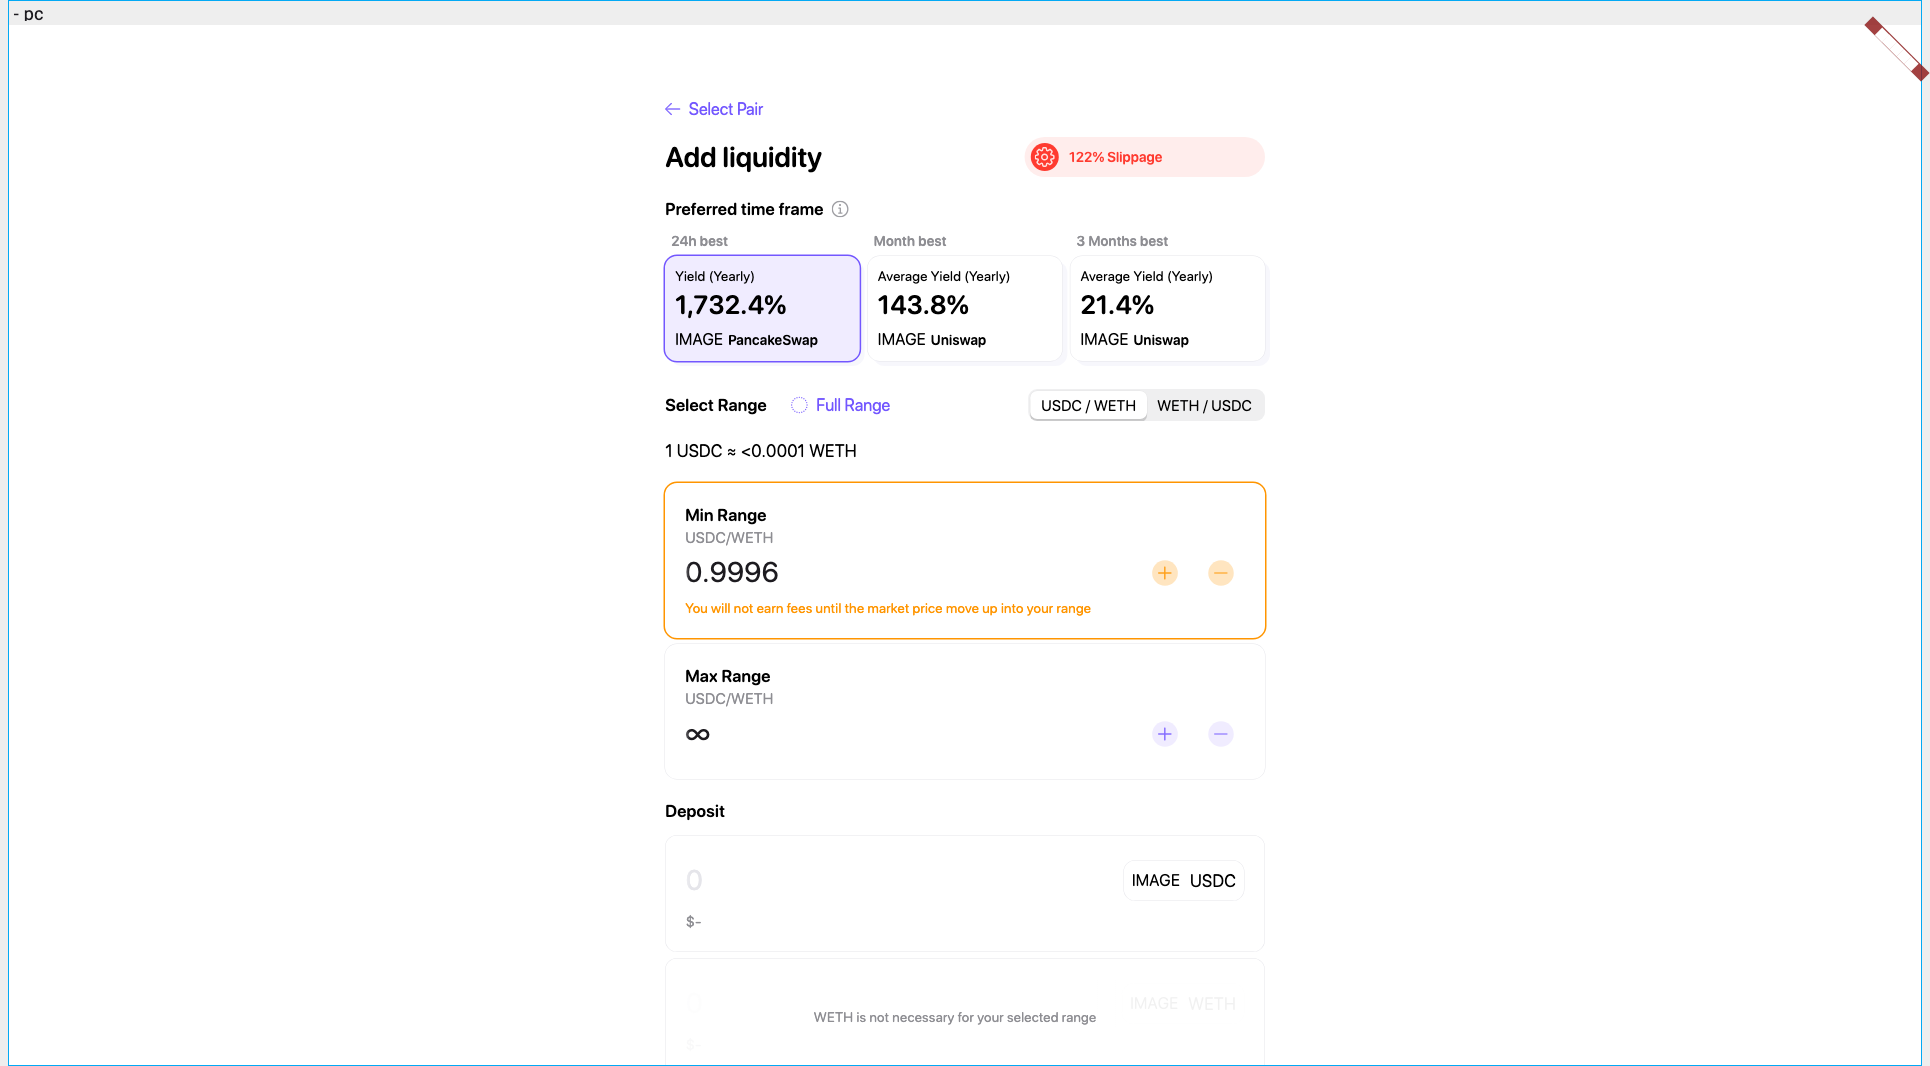 - pc
Select Pair
Add liquidity
122% Slippage
Preferred time frame
24h best
Month best
3 Months best
Yield (Yearly)
1,732.4%
IMAGE PancakeSwap
Average Yield (Yearly)
143.8%
IMAGE Uniswap
Average Yield (Yearly)
21.4%
IMAGE Uniswap
Select Range
Full Range
USDC / WETH
WETH / USDC
1 USDC ≈ <0.0001 WETH
Min Range
USDC/WETH
0.9996
You will not earn fees until the market price move up into your range
Max Range
USDC/WETH
∞
Deposit
0
IMAGE USDC
$-
0
IMAGE WETH
WETH is not necessary for your selected range
$-